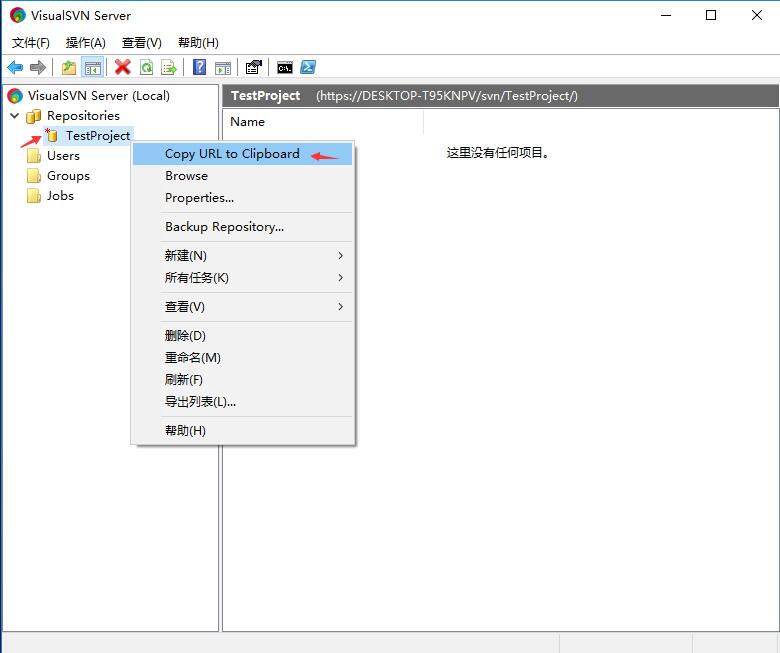 VisualSVN Server
文件(F) 操作(A) 查看(V) 帮助(H)
VisualSVN Server (Local)
Repositories
TestProject
Users
Groups
Jobs
TestProject (https://DESKTOP-T95KNPV/svn/TestProject/)
Name
这里没有任何项目。
Copy URL to Clipboard
Browse
Properties...
Backup Repository...
新建(N)
所有任务(K)
查看(V)
删除(D)
重命名(M)
刷新(F)
导出列表(L)...
帮助(H)